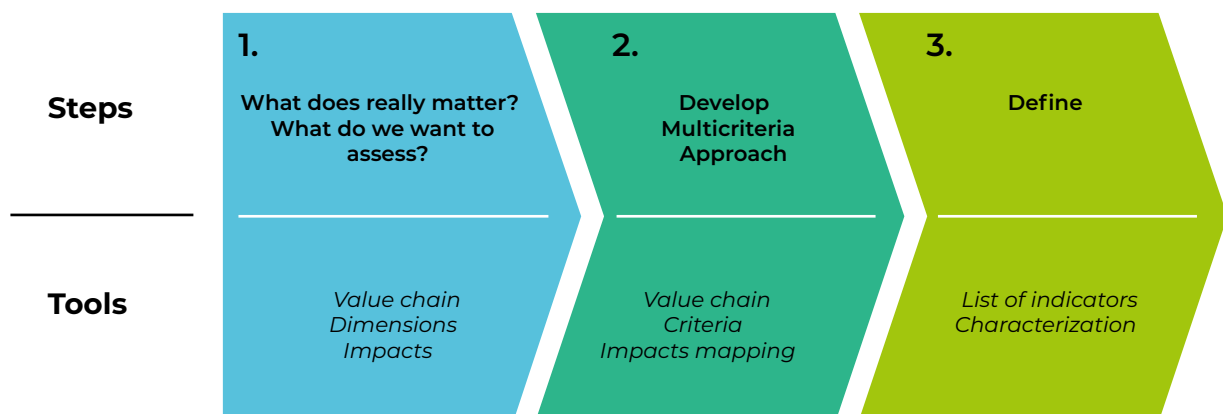 Steps
1.
What does really matter?
What do we want to
assess?
2.
Develop
Multicriteria
Approach
3.
Define
Tools
Value chain
Dimensions
Impacts
Value chain
Criteria
Impacts mapping
List of indicators
Characterization